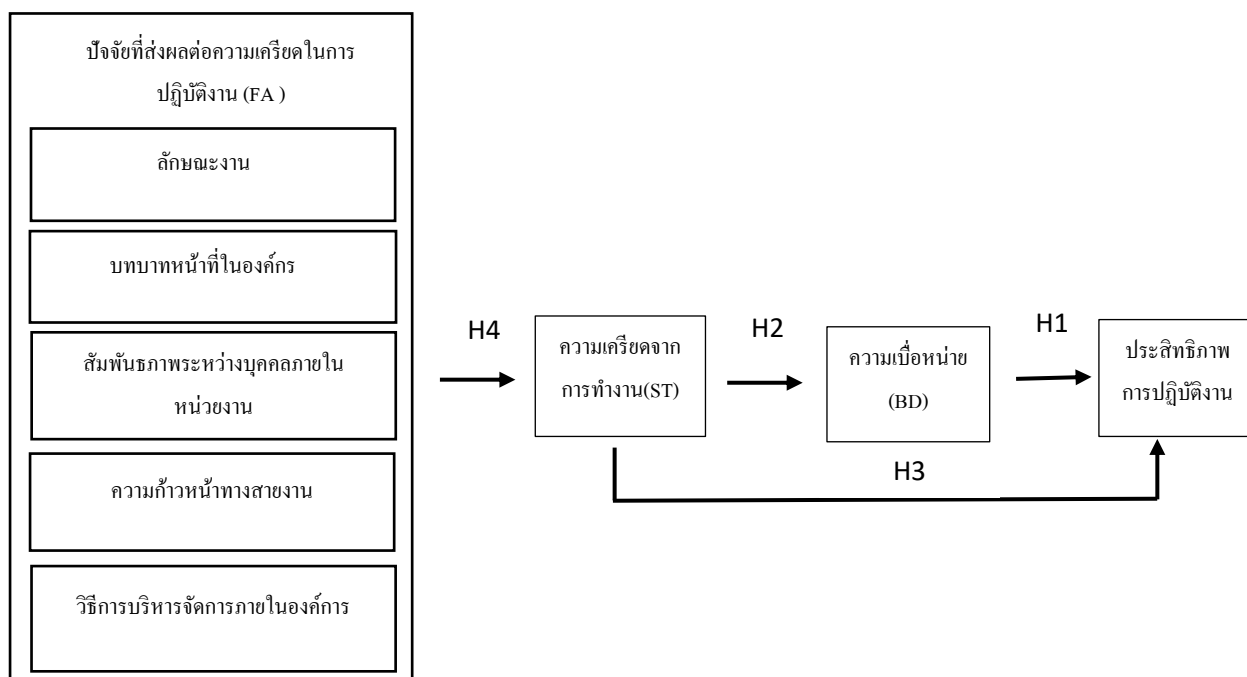 ปัจจัยที่ส่งผลต่อความเครียดในการ
ปฏิบัติงาน (FA )
ลักษณะงาน
บทบาทหน้าที่ในองค์กร
สัมพันธภาพระหว่างบุคคลภายใน
หน่วยงาน
ความก้าวหน้าทางสายงาน
วิธีการบริหารจัดการภายในองค์การ
H4
ความเครียดจาก
การทำงาน(ST)
H2
ความเบื่อหน่าย
(BD)
H1
ประสิทธิภาพ
การปฏิบัติงาน
H3